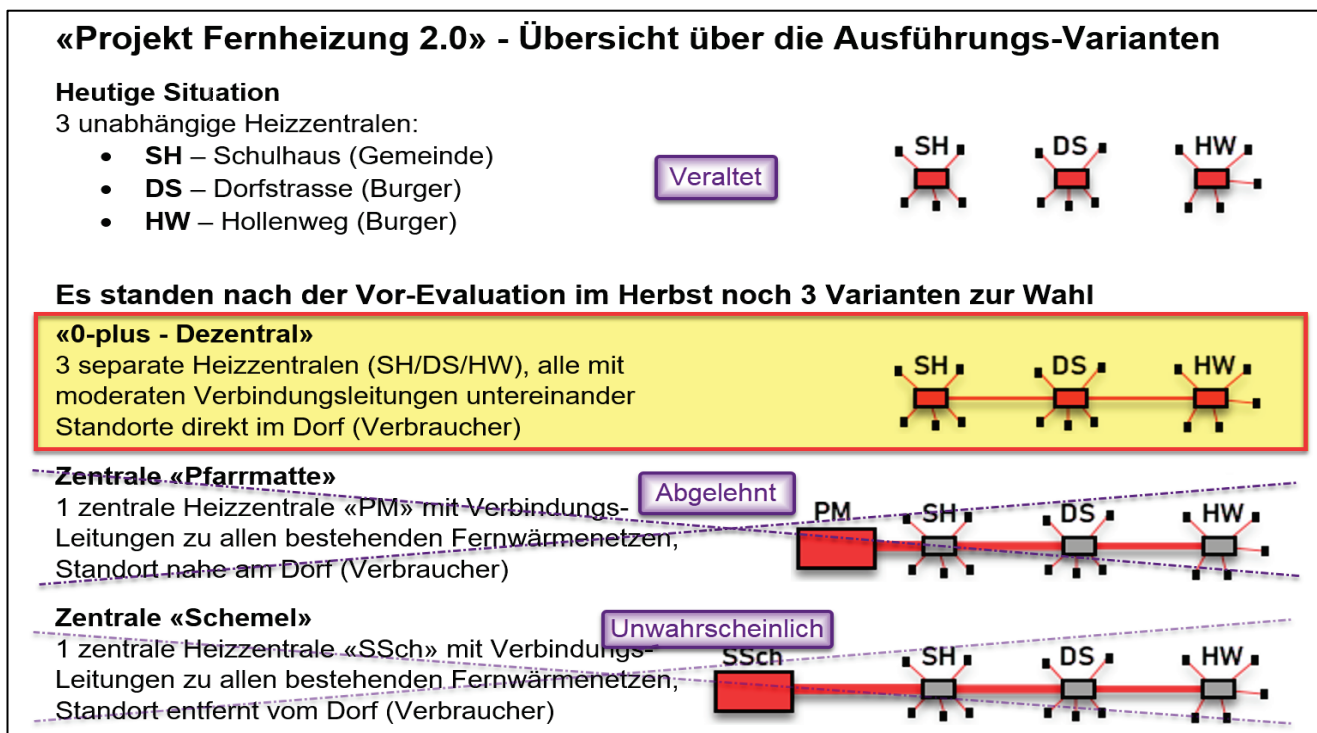 «Projekt Fernheizung 2.0» - Übersicht über die Ausführungs-Varianten
Heutige Situation
3 unabhängige Heizzentralen:
• SH – Schulhaus (Gemeinde)
• DS – Dorfstrasse (Burger)
• HW – Hollenweg (Burger)
Veraltet
SH DS HW
Es standen nach der Vor-Evaluation im Herbst noch 3 Varianten zur Wahl
«0-plus - Dezentral»
3 separate Heizzentralen (SH/DS/HW), alle mit
moderaten Verbindungsleitungen untereinander
Standorte direkt im Dorf (Verbraucher)
SH DS HW
Zentrale «Pfarrmatte»
1 zentrale Heizzentrale «PM» mit Verbindungs-
Leitungen zu allen bestehenden Fernwärmenetzen,
Standort nahe am Dorf (Verbraucher)
Abgelehnt
PM SH DS HW
Zentrale «Schemel»
1 zentrale Heizzentrale «SSch» mit Verbindungs-
Leitungen zu allen bestehenden Fernwärmenetzen,
Standort entfernt vom Dorf (Verbraucher)
Unwahrscheinlich
SSch SH DS HW